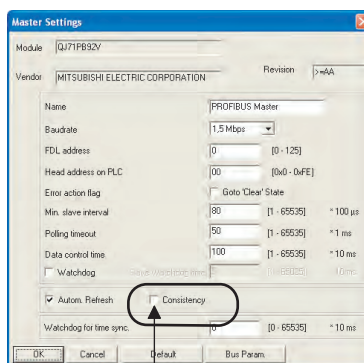 Master Settings
Module QJ71PB92V
Vendor MITSUBISHI ELECTRIC CORPORATION Revision >=AA
Name PROFIBUS Master
Baudrate 1,5 Mbps
FDL address 0 [0 - 125]
Head address on PLC 00 [0x0 - 0xFE]
Error action flag Goto 'Clear' State
Min. slave interval 80 [1 - 65535] * 100 µs
Polling timeout 50 [1 - 65535] * 1 ms
Data control time 100 [1 - 65535] * 10 ms
Watchdog
Autom. Refresh Consistency
Watchdog for time sync. 0 [0 - 65535] * 10 ms
OK Cancel Default Bus Param.